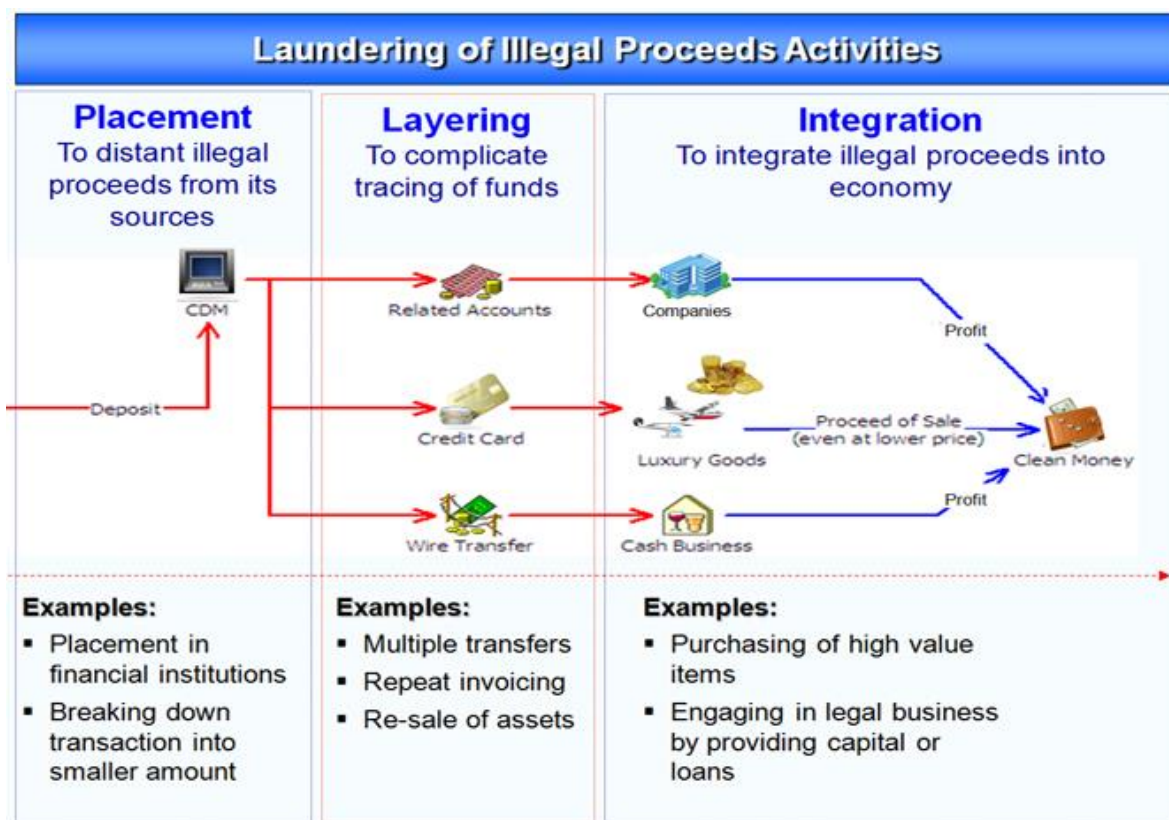 Laundering of Illegal Proceeds Activities
Placement
To distant illegal
proceeds from its
sources
Layering
To complicate
tracing of funds
Integration
To integrate illegal proceeds into
economy
CDM
Related Accounts
Companies
Profit
Deposit
Credit Card
Luxury Goods
Proceed of Sale
(even at lower price)
Clean Money
Profit
Wire Transfer
Cash Business
Examples:
▪ Placement in
financial institutions
▪ Breaking down
transaction into
smaller amount
Examples:
▪ Multiple transfers
▪ Repeat invoicing
▪ Re-sale of assets
Examples:
▪ Purchasing of high value
items
▪ Engaging in legal business
by providing capital or
loans